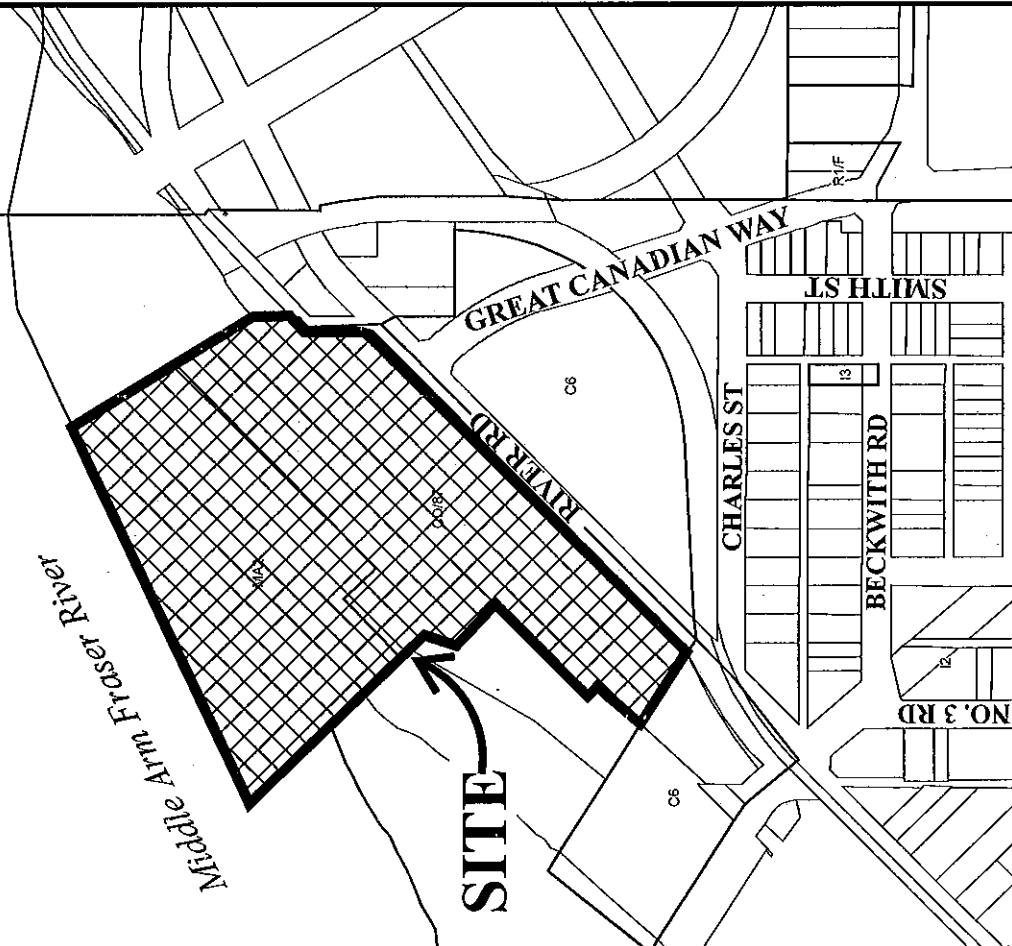 R1/F
GREAT CANADIAN WAY
SMITH ST
C6
I3
CHARLES ST
RIVER RD
BECKWITH RD
CO/87
MA2
Middle Arm Fraser River
I2
NO. 3 RD
C6
SITE